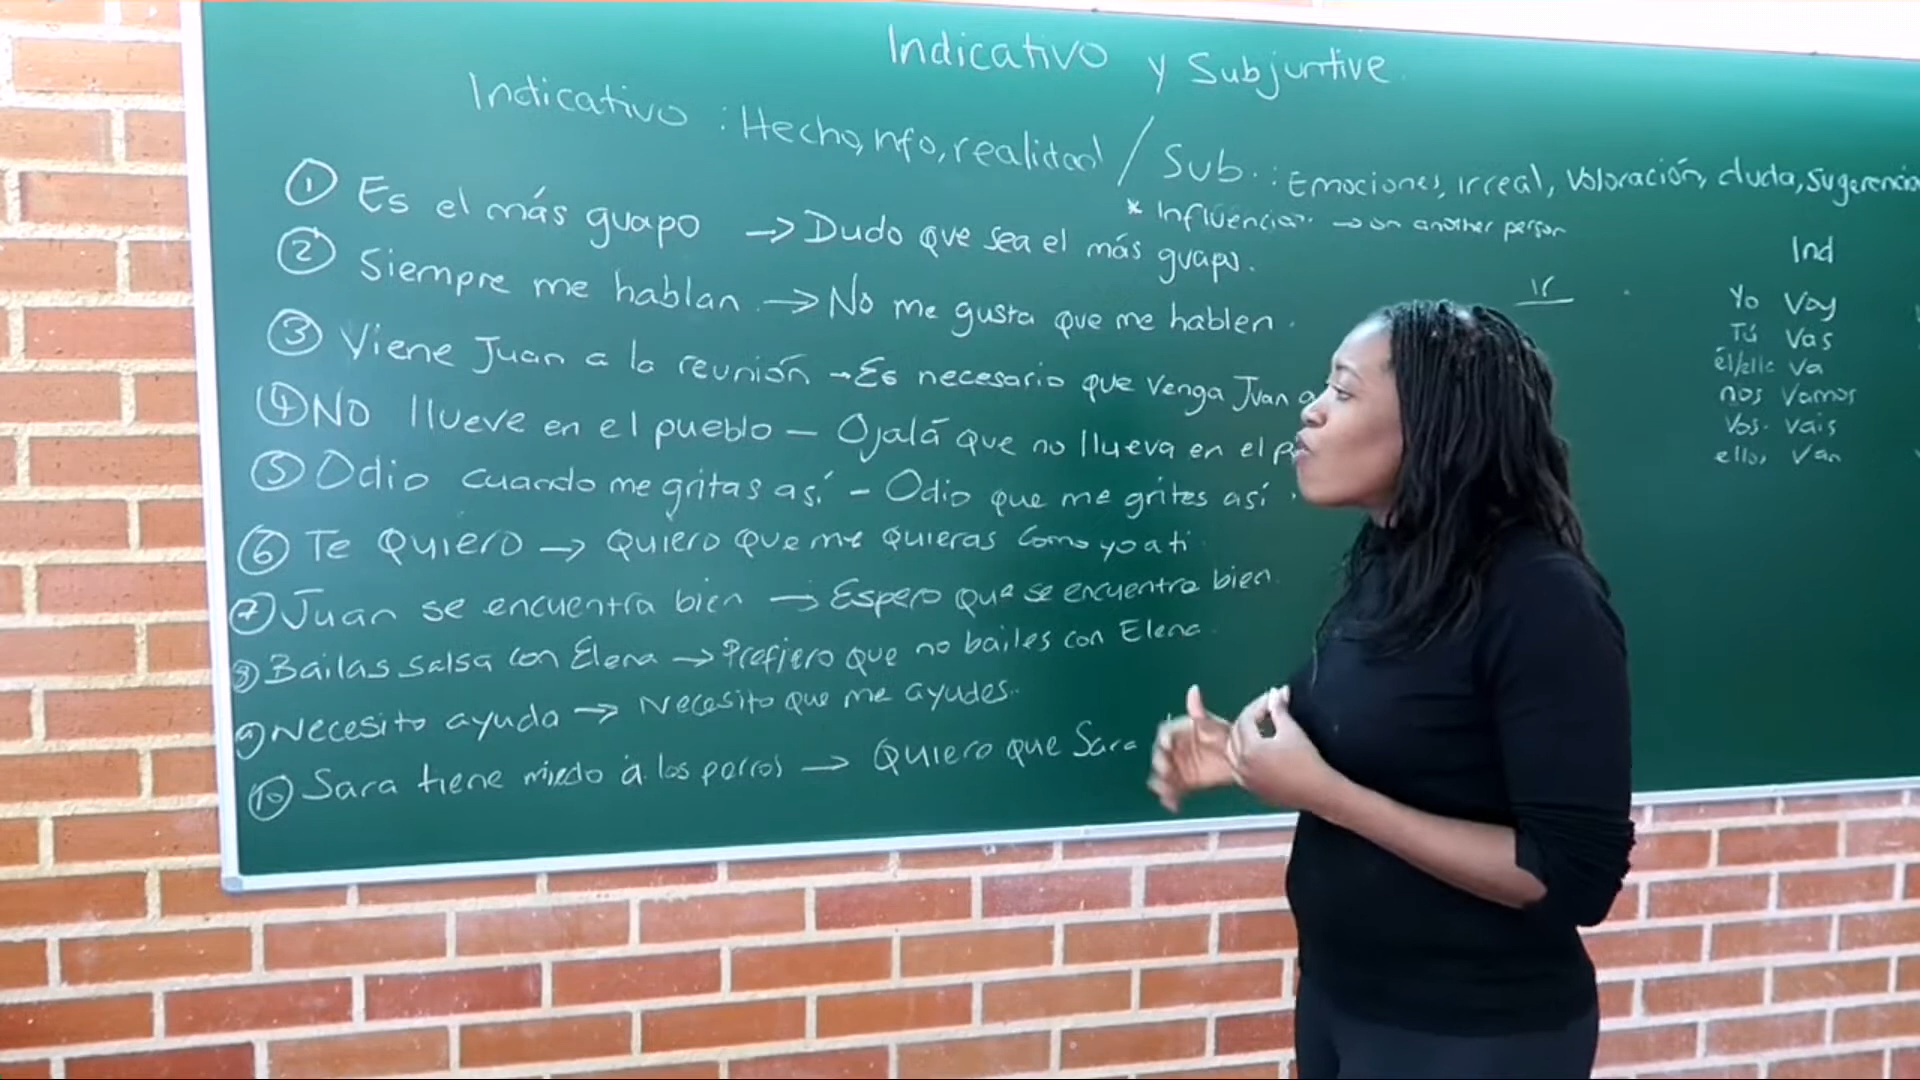 Indicativo y Subjuntive
Indicativo : Hecho, nfo, realidad / Sub. : Emociones, irreal, Valoración, duda, sugerencia
* Influencia. → on another person
① Es el más guapo → Dudo que sea el más guapo.
② Siempre me hablan → No me gusta que me hablen.
③ Viene Juan a la reunión - Es necesario que venga Juan a
④ NO llueve en el pueblo - Ojalá que no llueva en el p
⑤ Odio cuando me gritas así - Odio que me grites así.
⑥ Te Quiero → Quiero que me quieras como yo a ti.
⑦ Juan se encuentra bien → Espero que se encuentre bien.
⑧ Bailas salsa con Elena → Prefiero que no bailes con Elena.
⑨ Necesito ayuda → Necesito que me ayudes.
⑩ Sara tiene miedo a los perros → Quiero que Sara
Ind
ir
Yo Voy
Tú Vas
él/ella va
nos Vamos
Vos. vais
ellos Van